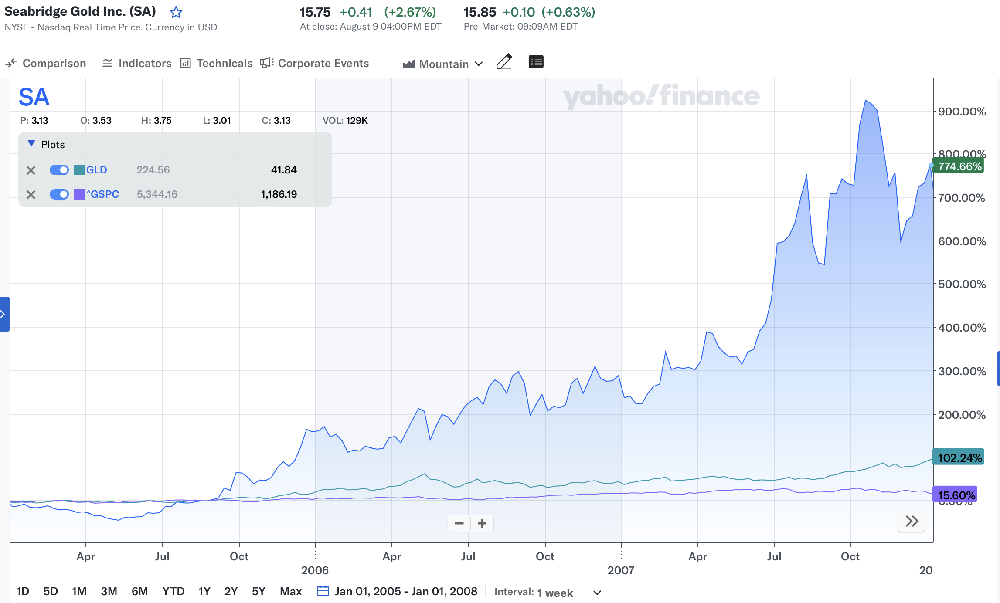 Seabridge Gold Inc. (SA)
NYSE - Nasdaq Real Time Price. Currency in USD
15.75 +0.41 (+2.67%)
At close: August 9 04:00PM EDT
15.85 +0.10 (+0.63%)
Pre-Market: 09:09AM EDT
Comparison Indicators Technicals Corporate Events Mountain
SA
yahoo!finance
P: 3.13 O: 3.53 H: 3.75 L: 3.01 C: 3.13 VOL: 129K
Plots
GLD 224.56 41.84
^GSPC 5,344.16 1,186.19
900.00%
800.00%
774.66%
700.00%
600.00%
500.00%
400.00%
300.00%
200.00%
102.24%
15.60%
0.00%
Apr Jul Oct 2006 Apr Jul Oct 2007 Apr Jul Oct 20
1D 5D 1M 3M 6M YTD 1Y 2Y 5Y Max Jan 01, 2005 - Jan 01, 2008 Interval: 1 week